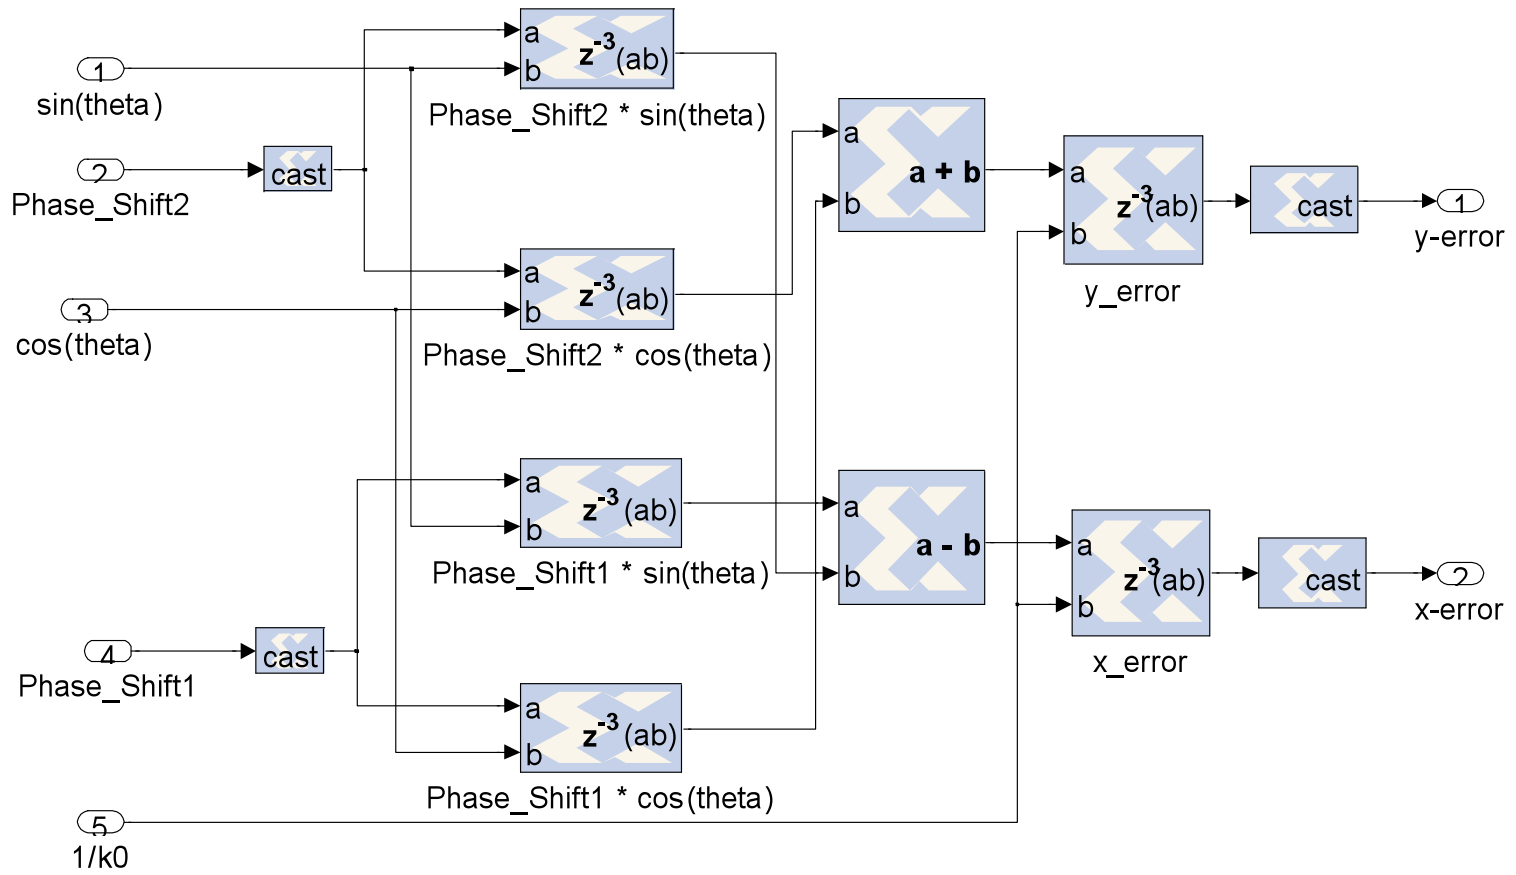 a
b
z⁻³(ab)
Phase_Shift2 * sin(theta)
1
sin(theta)
2
Phase_Shift2
cast
a
b
z⁻³(ab)
Phase_Shift2 * cos(theta)
3
cos(theta)
a
b
a + b
a
b
z⁻³(ab)
y_error
cast
1
y-error
a
b
z⁻³(ab)
Phase_Shift1 * sin(theta)
4
Phase_Shift1
cast
a
b
z⁻³(ab)
Phase_Shift1 * cos(theta)
a
b
a - b
a
b
z⁻³(ab)
x_error
cast
2
x-error
5
1/k0